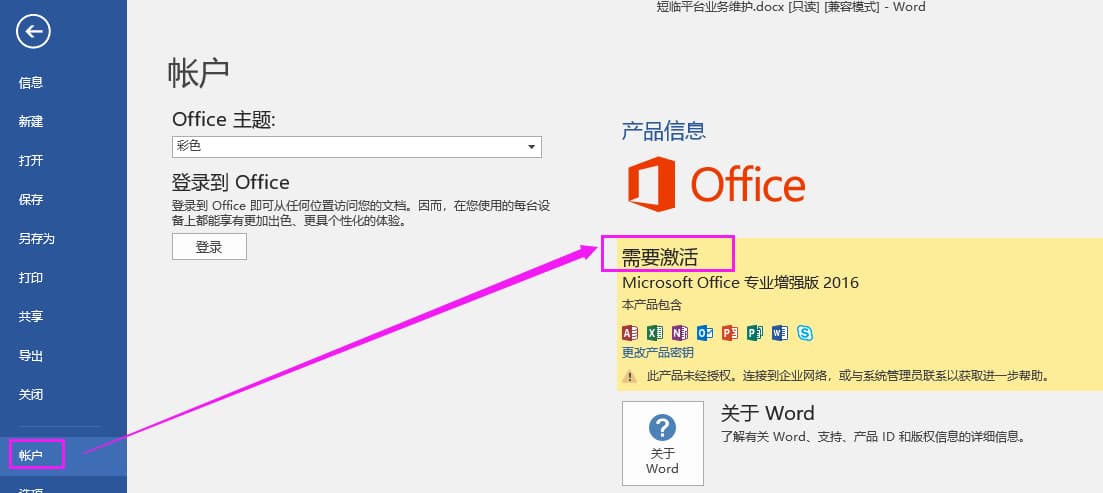 短临平台业务维护.docx [只读] [兼容模式] - Word
信息
新建
打开
保存
另存为
打印
共享
导出
关闭
帐户
选项
帐户
Office 主题:
彩色
登录到 Office
登录到 Office 即可从任何位置访问您的文档。因而，在您使用的每台设
备上都能享有更加出色、更具个性化的体验。
登录
产品信息
Office
需要激活
Microsoft Office 专业增强版 2016
本产品包含
更改产品密钥
此产品未经授权。连接到企业网络，或与系统管理员联系以获取进一步帮助。
关于
Word
关于 Word
了解有关 Word、支持、产品 ID 和版权信息的详细信息。